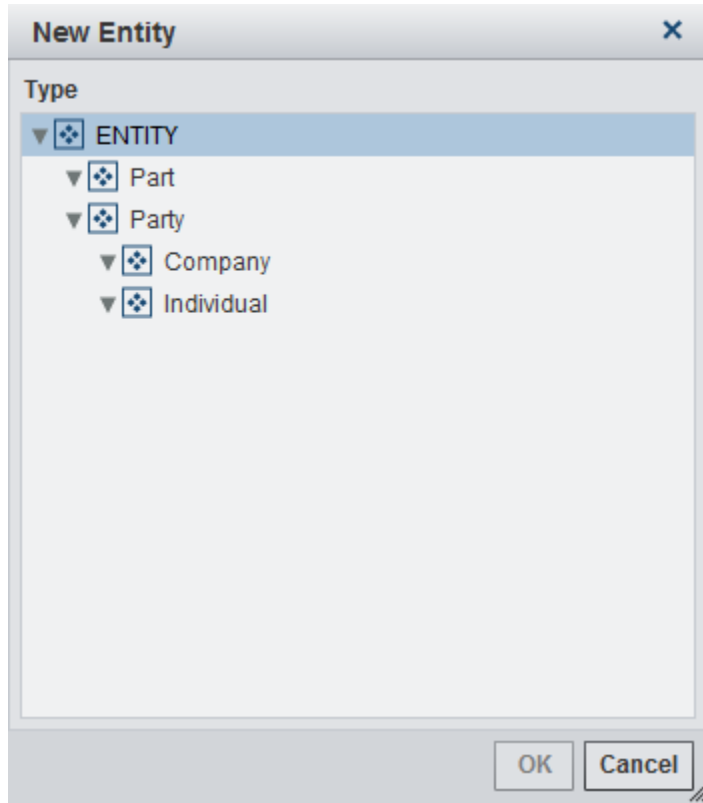 New Entity
Type
ENTITY
Part
Party
Company
Individual
OK Cancel